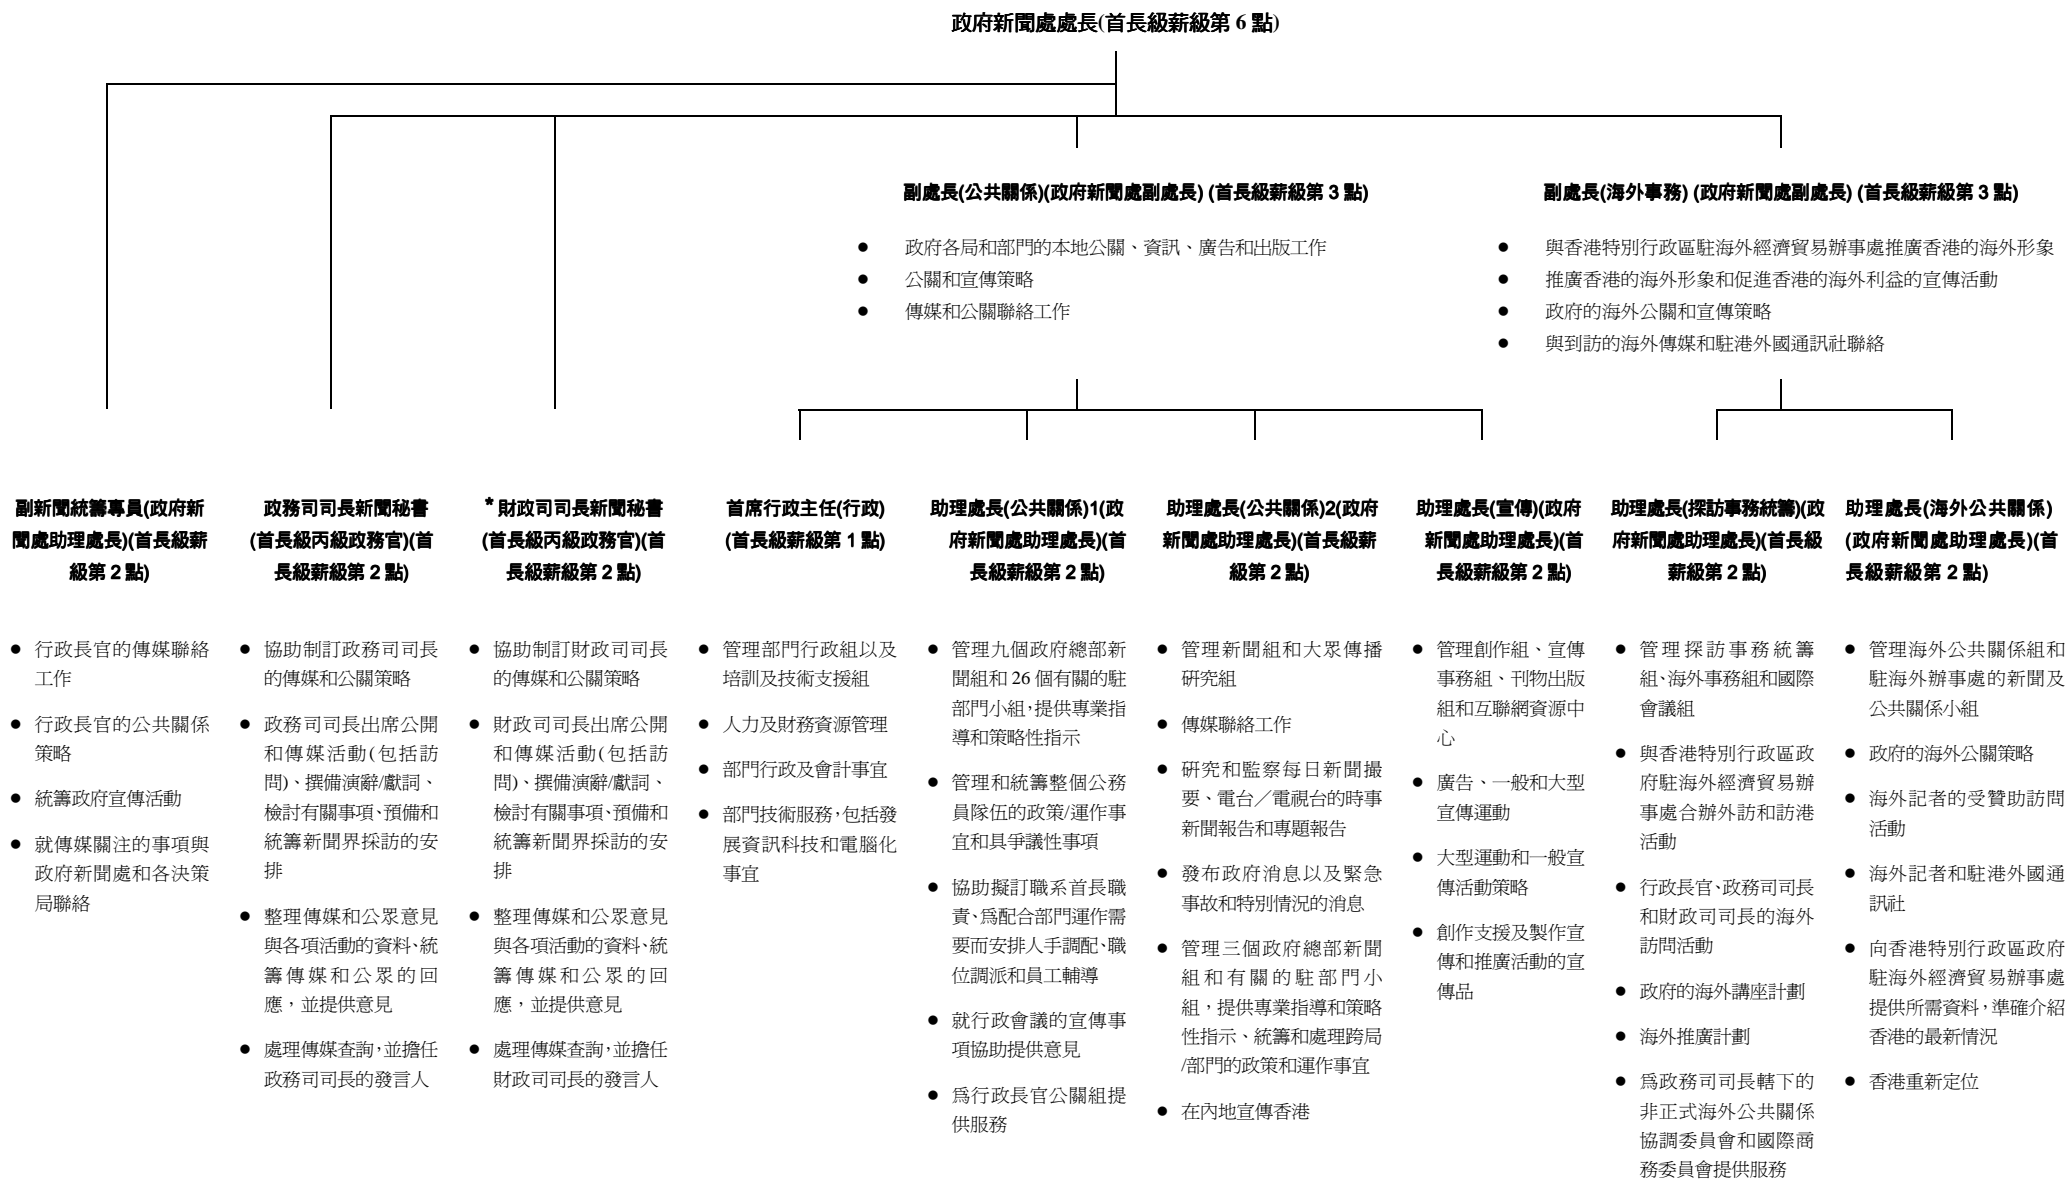 政府新聞處處長(首長級薪級第 6 點)
副處長(公共關係)(政府新聞處副處長) (首長級薪級第 3 點)
● 政府各局和部門的本地公關、資訊、廣告和出版工作
● 公關和宣傳策略
● 傳媒和公關聯絡工作
副處長(海外事務) (政府新聞處副處長) (首長級薪級第 3 點)
● 與香港特別行政區駐海外經濟貿易辦事處推廣香港的海外形象
● 推廣香港的海外形象和促進香港的海外利益的宣傳活動
● 政府的海外公關和宣傳策略
● 與到訪的海外傳媒和駐港外國通訊社聯絡
副新聞統籌專員(政府新
聞處助理處長)(首長級薪
級第 2 點)
● 行政長官的傳媒聯絡
工作
● 行政長官的公共關係
策略
● 統籌政府宣傳活動
● 就傳媒關注的事項與
政府新聞處和各決策
局聯絡
政務司司長新聞秘書
(首長級丙級政務官)(首
長級薪級第 2 點)
● 協助制訂政務司司長
的傳媒和公關策略
● 政務司司長出席公開
和傳媒活動(包括訪
問)、撰備演辭/獻詞、
檢討有關事項、預備和
統籌新聞界採訪的安
排
● 整理傳媒和公眾意見
與各項活動的資料、統
籌傳媒和公眾的回
應，並提供意見
● 處理傳媒查詢，並擔任
政務司司長的發言人
* 財政司司長新聞秘書
(首長級丙級政務官)(首
長級薪級第 2 點)
● 協助制訂財政司司長
的傳媒和公關策略
● 財政司司長出席公開
和傳媒活動(包括訪
問)、撰備演辭/獻詞、
檢討有關事項、預備和
統籌新聞界採訪的安
排
● 整理傳媒和公眾意見
與各項活動的資料、統
籌傳媒和公眾的回
應，並提供意見
● 處理傳媒查詢，並擔任
財政司司長的發言人
首席行政主任(行政)
(首長級薪級第 1 點)
● 管理部門行政組以及
培訓及技術支援組
● 人力及財務資源管理
● 部門行政及會計事宜
● 部門技術服務，包括發
展資訊科技和電腦化
事宜
助理處長(公共關係)1(政
府新聞處助理處長)(首
長級薪級第 2 點)
● 管理九個政府總部新
聞組和 26 個有關的駐
部門小組，提供專業指
導和策略性指示
● 管理和統籌整個公務
員隊伍的政策/運作事
宜和具爭議性事項
● 協助擬訂職系首長職
責、為配合部門運作需
要而安排人手調配、職
位調派和員工輔導
● 就行政會議的宣傳事
項協助提供意見
● 為行政長官公關組提
供服務
助理處長(公共關係)2(政府
新聞處助理處長)(首長級薪
級第 2 點)
● 管理新聞組和大眾傳播
研究組
● 傳媒聯絡工作
● 研究和監察每日新聞撮
要、電台／電視台的時事
新聞報告和專題報告
● 發布政府消息以及緊急
事故和特別情況的消息
● 管理三個政府總部新聞
組和有關的駐部門小
組，提供專業指導和策略
性指示、統籌和處理跨局
/部門的政策和運作事宜
● 在內地宣傳香港
助理處長(宣傳)(政府
新聞處助理處長)(首
長級薪級第 2 點)
● 管理創作組、宣傳
事務組、刊物出版
組和互聯網資源中
心
● 廣告、一般和大型
宣傳運動
● 大型運動和一般宣
傳活動策略
● 創作支援及製作宣
傳和推廣活動的宣
傳品
助理處長(探訪事務統籌)(政
府新聞處助理處長)(首長級
薪級第 2 點)
● 管理探訪事務統籌
組、海外事務組和國際
會議組
● 與香港特別行政區政
府駐海外經濟貿易辦
事處合辦外訪和訪港
活動
● 行政長官、政務司司長
和財政司司長的海外
訪問活動
● 政府的海外講座計劃
● 海外推廣計劃
● 為政務司司長轄下的
非正式海外公共關係
協調委員會和國際商
務委員會提供服務
助理處長(海外公共關係)
(政府新聞處助理處長)(首
長級薪級第 2 點)
● 管理海外公共關係組和
駐海外辦事處的新聞及
公共關係小組
● 政府的海外公關策略
● 海外記者的受贊助訪問
活動
● 海外記者和駐港外國通
訊社
● 向香港特別行政區政府
駐海外經濟貿易辦事處
提供所需資料，準確介紹
香港的最新情況
● 香港重新定位